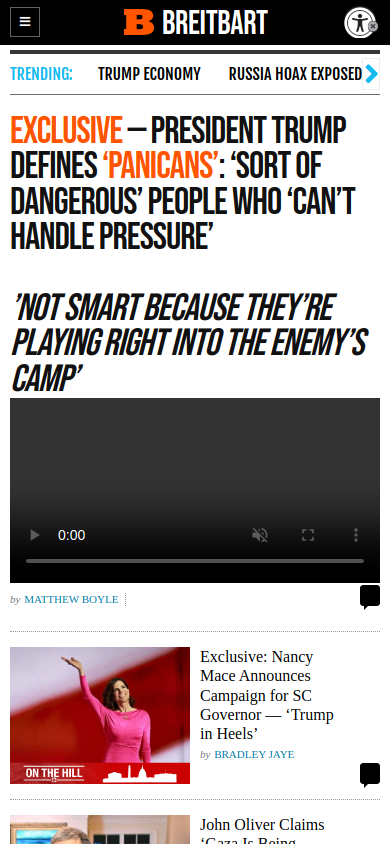 BREITBART
TRENDING:
TRUMP ECONOMY
RUSSIA HOAX EXPOSED
EXCLUSIVE — PRESIDENT TRUMP
DEFINES ‘PANICANS’: ‘SORT OF
DANGEROUS’ PEOPLE WHO ‘CAN’T
HANDLE PRESSURE’
’NOT SMART BECAUSE THEY’RE
PLAYING RIGHT INTO THE ENEMY’S
CAMP’
0:00
by MATTHEW BOYLE
Exclusive: Nancy
Mace Announces
Campaign for SC
Governor — ‘Trump
in Heels’
by BRADLEY JAYE
ON THE HILL
John Oliver Claims
‘Gaza Is Being